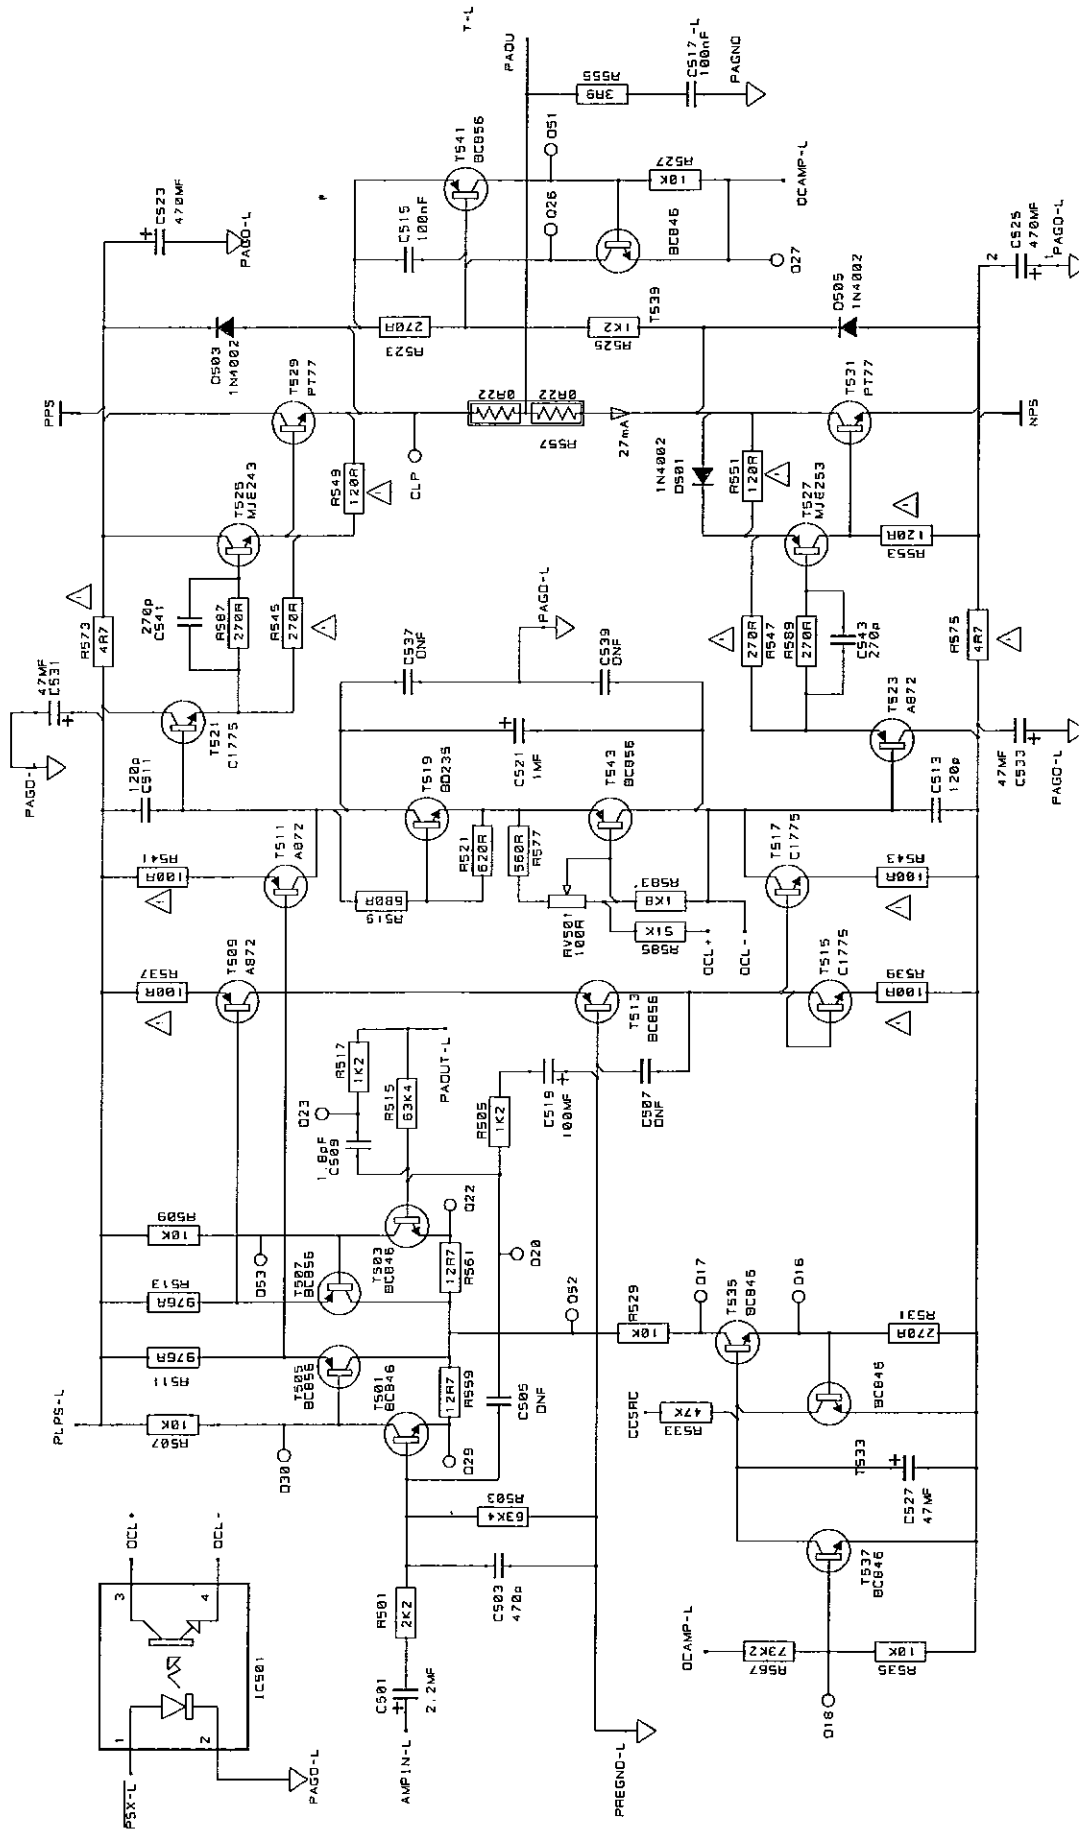 PSX-L
1
2
3
4
OCL+
OCL-
IC501
PAGD-L
AMPIN-L
C501
2.2MF
R501
2K2
C503
470p
R503
63K4
PREGND-L
PLPS-L
R507
10K
R511
976R
R513
976R
R509
10K
O30
O53
T505
BC856
T507
BC856
T501
BC846
T503
BC846
O29
R559
12R7
R561
12R7
O22
O23
1.8pF
C509
R517
1K2
R515
63K4
PAOUT-L
C505
DNF
O20
R505
1K2
C519
100MF
C507
DNF
O52
R529
10K
O17
T535
BC846
O16
R531
270R
CCSRC
R533
47K
BC846
T533
C527
47MF
T537
BC846
OCAMP-L
R567
73K2
R535
10K
O18
R537
100R
T509
A872
R541
100R
T511
A872
T513
BC856
T515
C1775
R539
100R
T517
C1775
R543
100R
R519
680R
R521
620R
T519
BD235
R577
560R
RV501
100R
T543
BC856
R583
1K8
R585
51K
OCL+
OCL-
C521
1MF
C537
DNF
C539
DNF
PAGD-L
120p
C511
T521
C1775
PAGD-L
47MF
C531
R573
4R7
270p
C541
R587
270R
R545
270R
T525
MJE243
R549
120R
PPS
T529
PT77
CLP
0R22
0R22
R557
27mA
1N4002
D501
R551
120R
R547
270R
R589
270R
C543
270p
T527
MJE253
R553
120R
T531
PT77
NPS
T523
A872
C513
120p
47MF
C533
PAGD-L
R575
4R7
D503
1N4002
R523
270R
R525
1K2
T539
D505
1N4002
C523
470MF
PAGD-L
C515
100nF
T541
BC856
O26
O51
BC846
R527
10K
O27
OCAMP-L
2
C525
470MF
1
PAGD-L
T-L
PAOU
R555
3R9
C517-L
100nF
PAGND